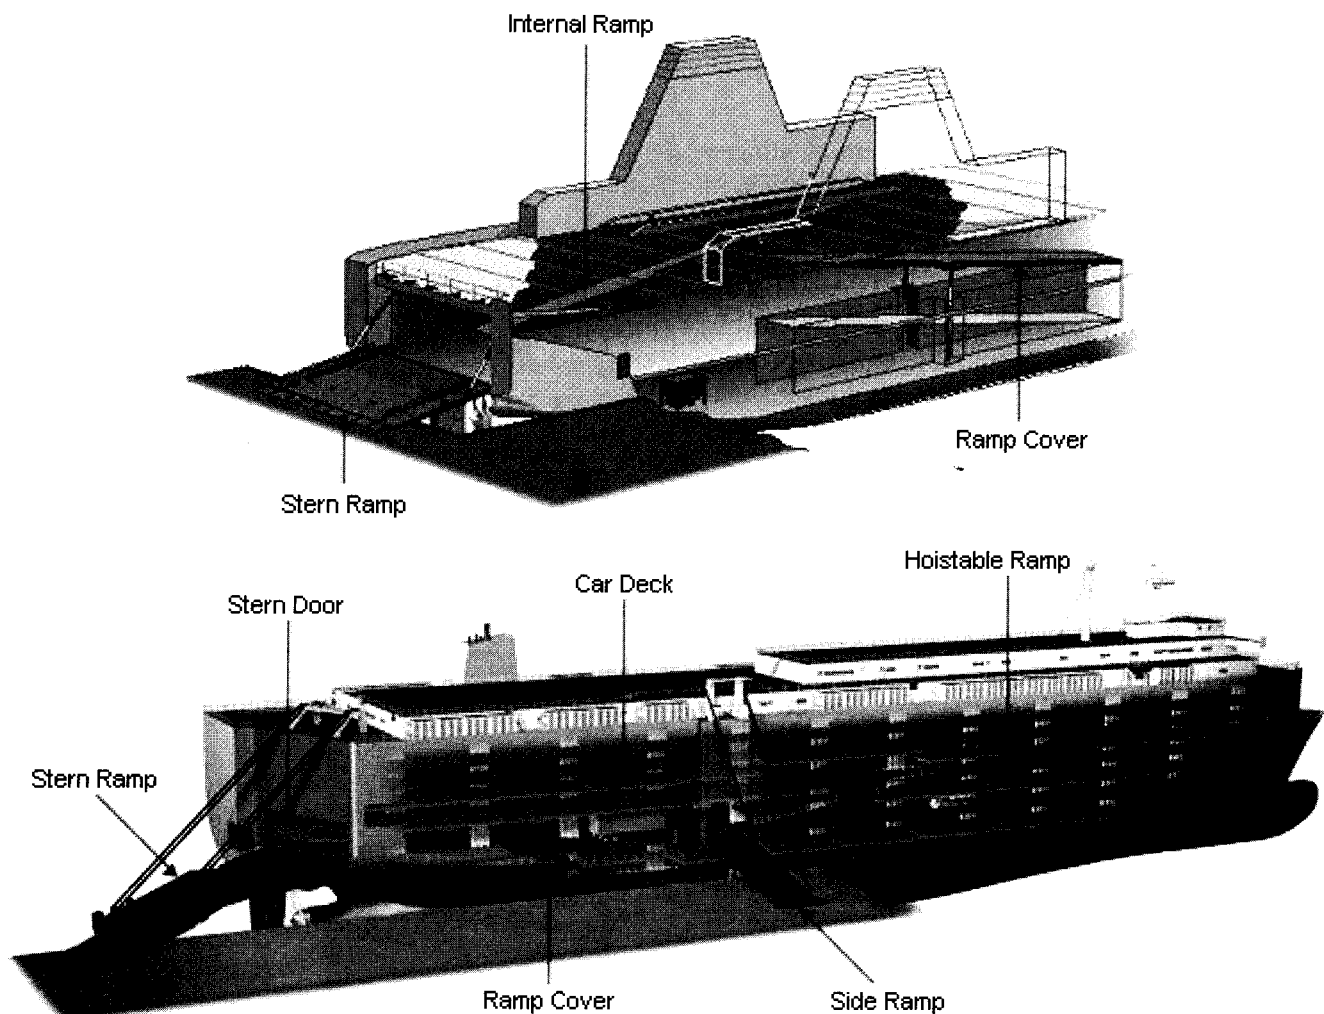 Internal Ramp
Ramp Cover
Stern Ramp
Hoistable Ramp
Car Deck
Stern Door
Stern Ramp
Ramp Cover
Side Ramp